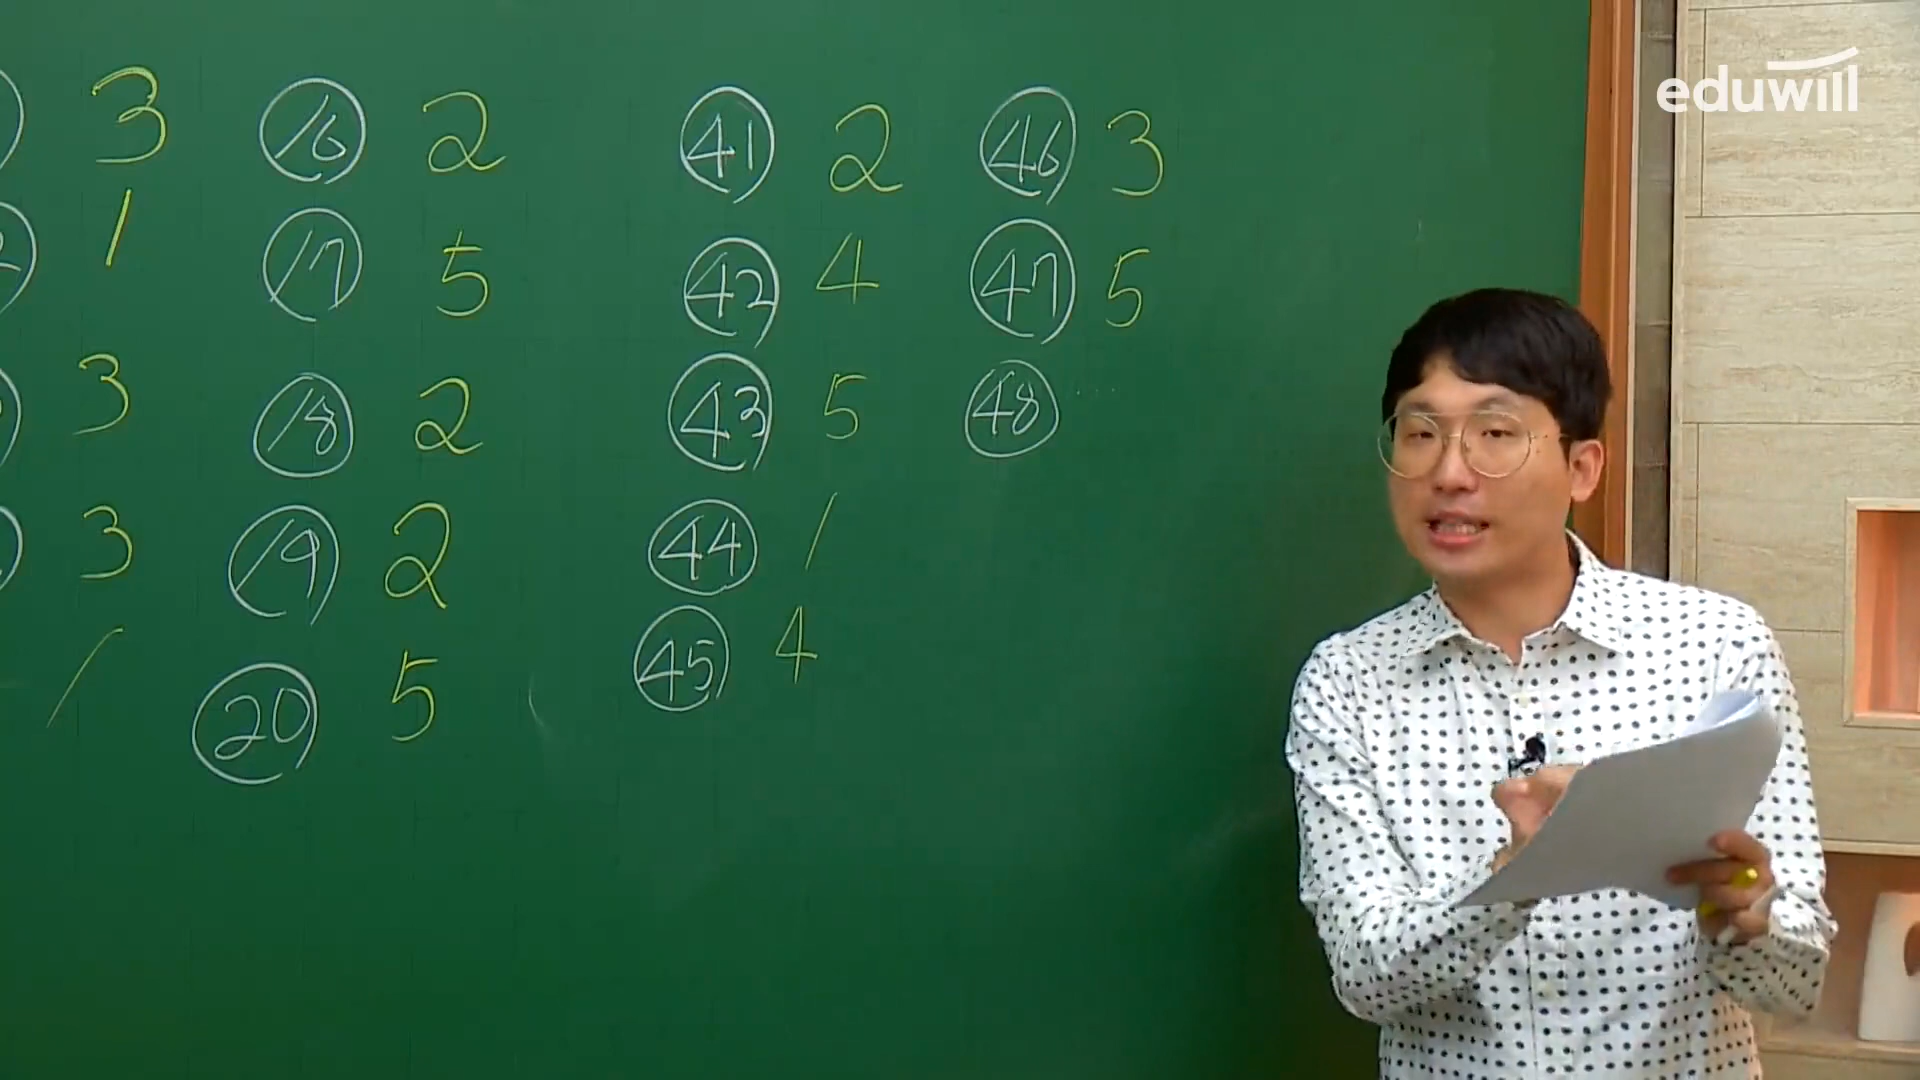 eduwill
3 ⑯ 2 ㊶ 2 ㊻ 3
1 ⑰ 5 ㊷ 4 ㊼ 5
3 ⑱ 2 ㊸ 5 ㊽
3 ⑲ 2 ㊹ 1
1 ⑳ 5 ㊺ 4